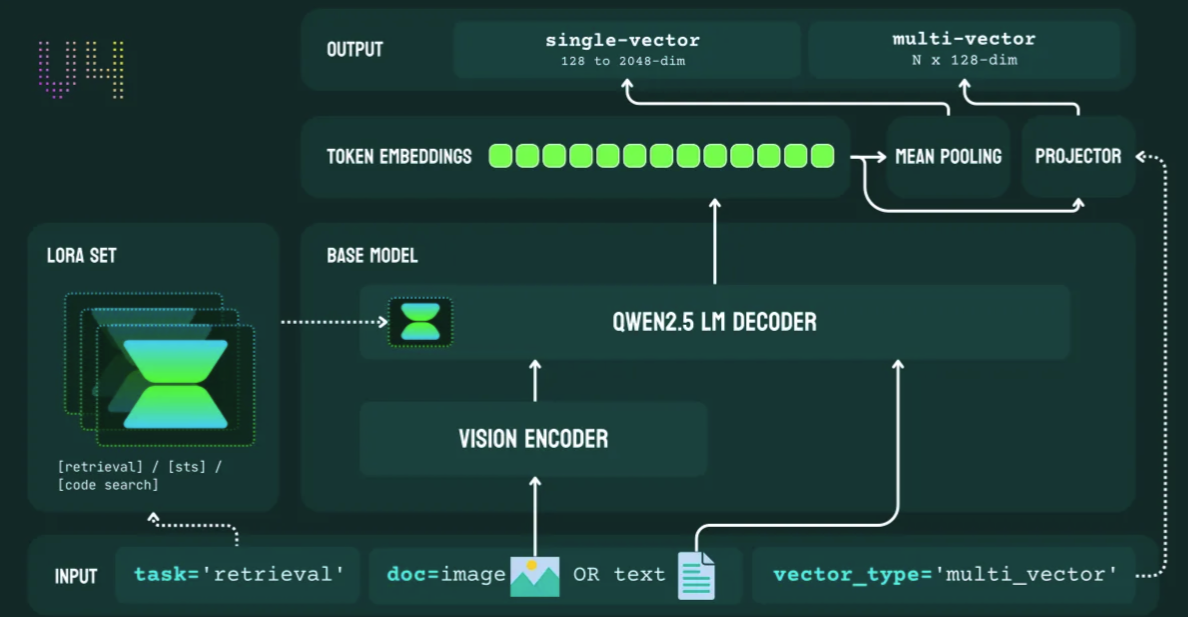 V4
OUTPUT
single-vector
128 to 2048-dim
multi-vector
N x 128-dim
TOKEN EMBEDDINGS
MEAN POOLING
PROJECTOR
LORA SET
[retrieval] / [sts] /
[code search]
BASE MODEL
QWEN2.5 LM DECODER
VISION ENCODER
INPUT
task='retrieval'
doc=image OR text
vector_type='multi_vector'